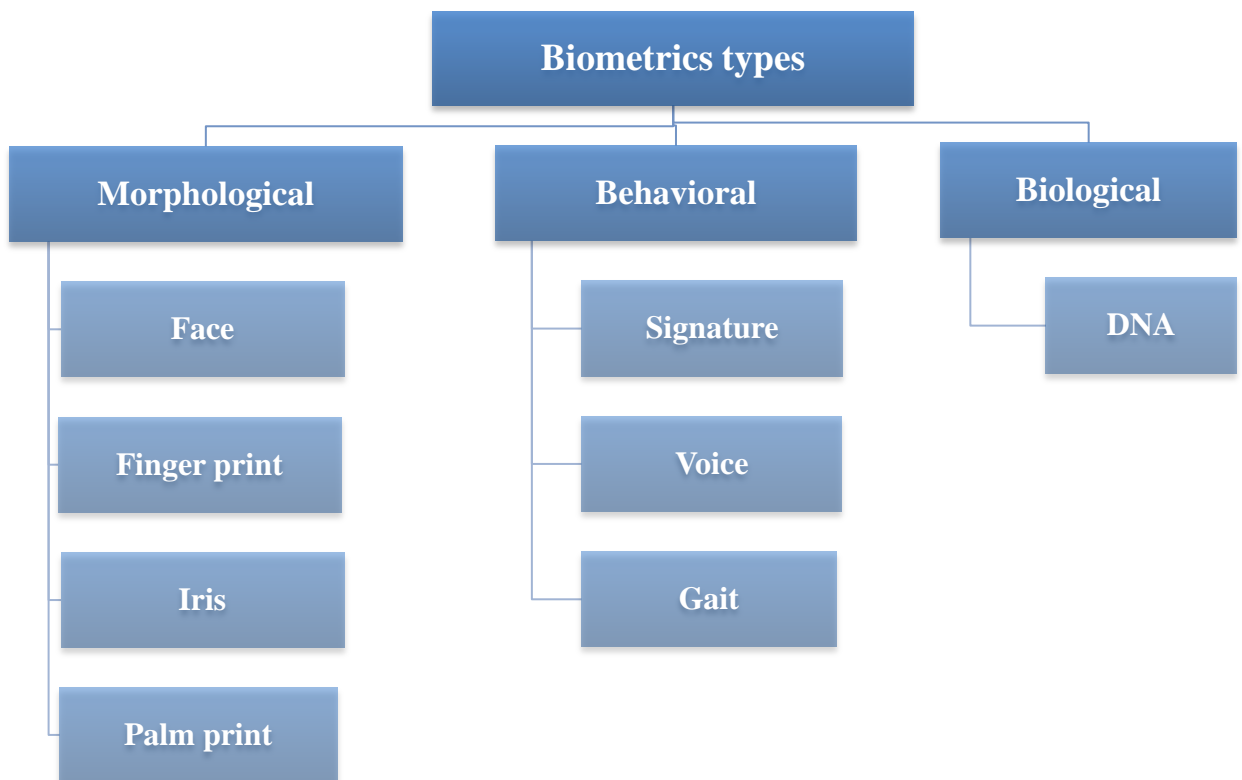 Biometrics types
Morphological
Behavioral
Biological
Face
Signature
DNA
Finger print
Voice
Iris
Gait
Palm print